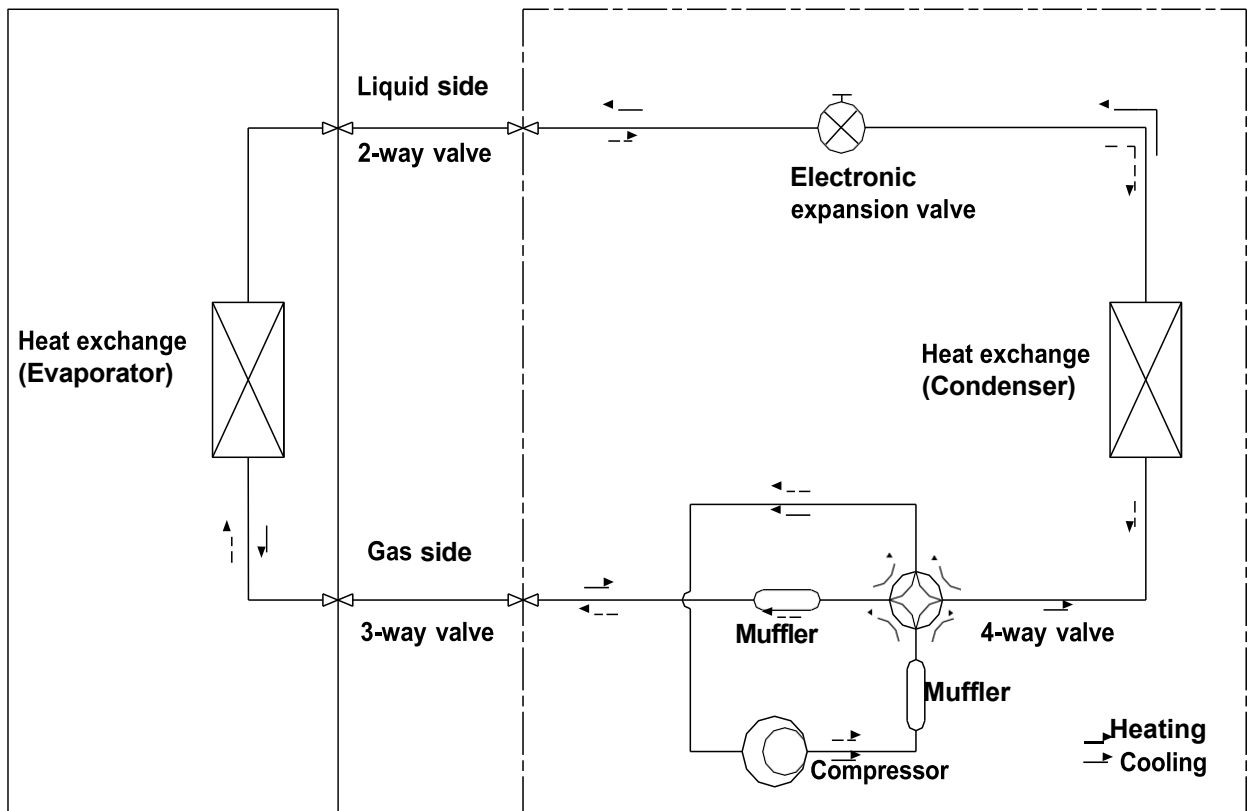 Liquid side
2-way valve
Electronic
expansion valve
Heat exchange
(Evaporator)
Heat exchange
(Condenser)
Gas side
3-way valve
Muffler
4-way valve
Muffler
Compressor
Heating
Cooling